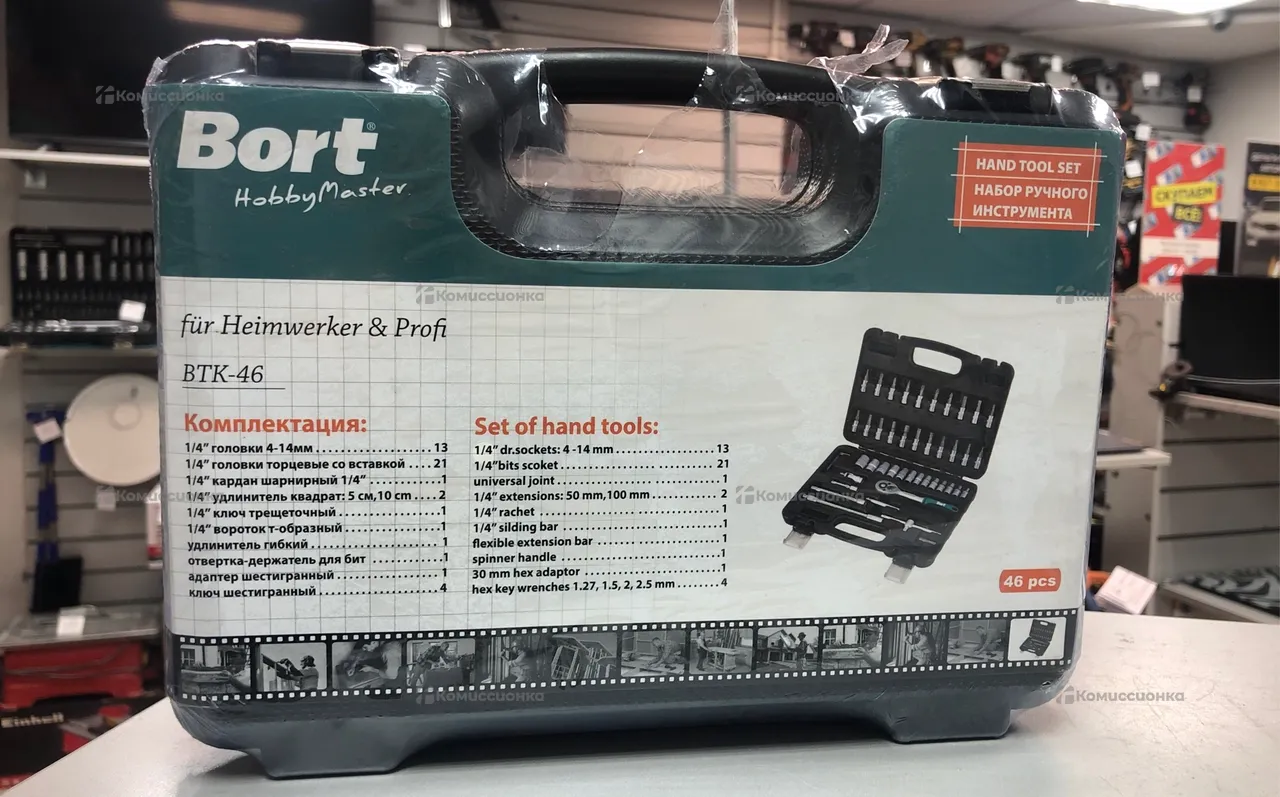 Bort®
HobbyMaster
HAND TOOL SET
НАБОР РУЧНОГО
ИНСТРУМЕНТА
für Heimwerker & Profi
BTK-46
Комплектация:
1/4” головки 4-14мм 13
1/4” головки торцевые со вставкой 21
1/4” кардан шарнирный 1/4” 1
1/4” удлинитель квадрат: 5 см,10 cm 2
1/4” ключ трещеточный 1
1/4” вороток т-образный 1
удлинитель гибкий 1
отвертка-держатель для бит 1
адаптер шестигранный 1
ключ шестигранный 4
Set of hand tools:
1/4” dr.sockets: 4 -14 mm 13
1/4”bits scoket 21
universal joint 1
1/4” extensions: 50 mm,100 mm 2
1/4” rachet 1
1/4” silding bar 1
flexible extension bar 1
spinner handle 1
30 mm hex adaptor 1
hex key wrenches 1.27, 1.5, 2, 2.5 mm 4
46 pcs
СКУПАЕМ
ВСЁ!
Einhell
Комиссионка
Комиссионка
Комиссионка
Комиссионка
Комиссионка
Комиссионка
Комиссионка
Комиссионка